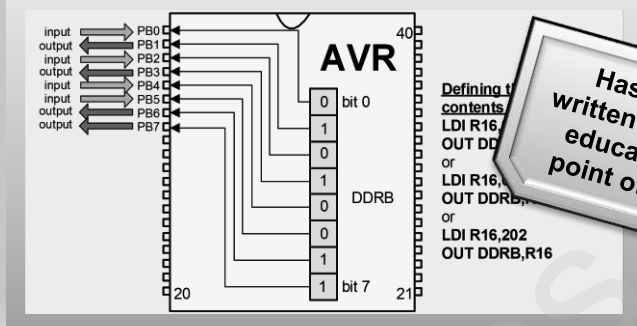 input PB0 40
output PB1
input PB2 AVR
output PB3
input PB4
input PB5
output PB6
output PB7
0 bit 0
1
0
1
0 DDRB
0
1
1 bit 7
20 21
Defining
contents
LDI R16,
OUT
or
LDI R16,
OUT DDRB,
or
LDI R16,202
OUT DDRB,R16
Has
written
point